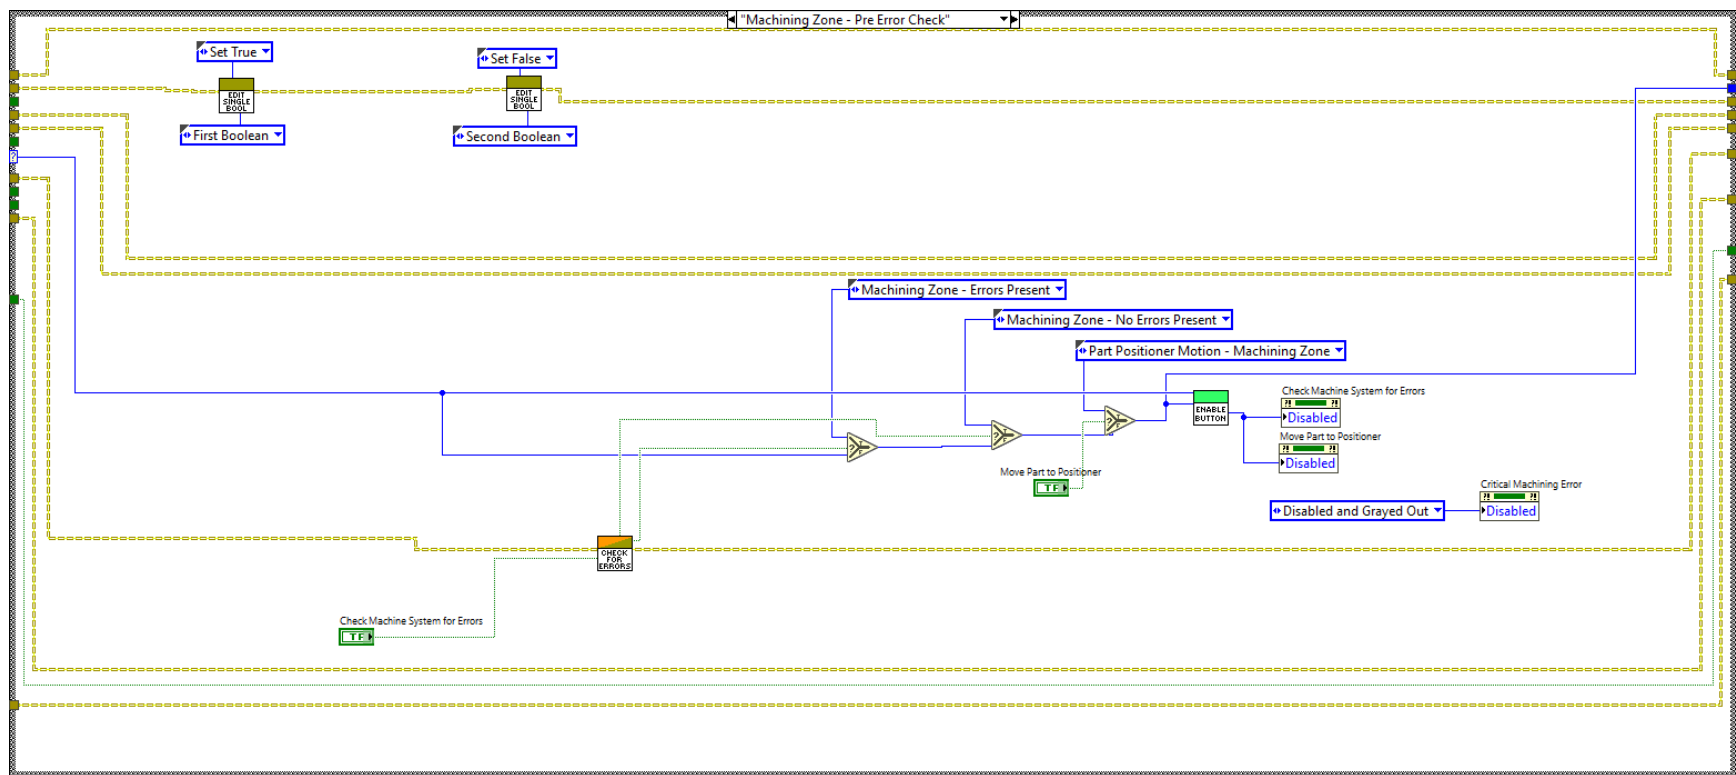 "Machining Zone - Pre Error Check"
Set True
Set False
EDIT
SINGLE
BOOL
EDIT
SINGLE
BOOL
First Boolean
Second Boolean
?
Machining Zone - Errors Present
Machining Zone - No Errors Present
Part Positioner Motion - Machining Zone
Check Machine System for Errors
?! ?!
Disabled
ENABLE
BUTTON
Move Part to Positioner
?! ?!
Disabled
? T F
? T F
? T F
Move Part to Positioner
TF
Critical Machining Error
?! ?!
Disabled and Grayed Out
Disabled
CHECK
FOR
ERRORS
Check Machine System for Errors
TF